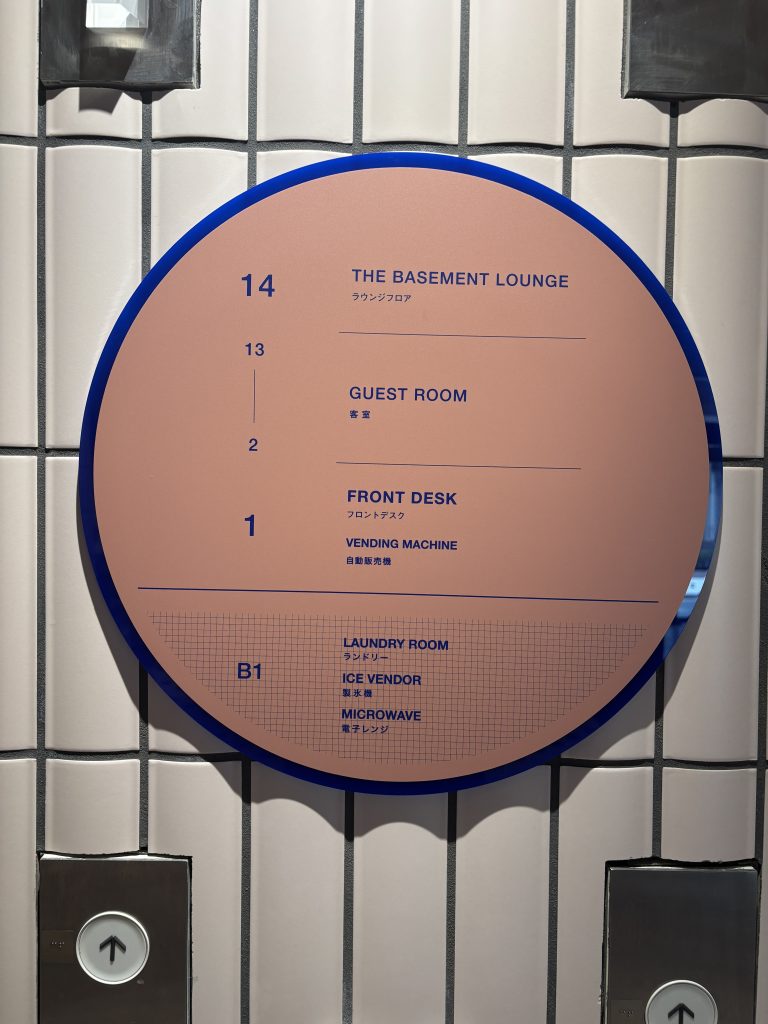 14
THE BASEMENT LOUNGE
ラウンジフロア
13
2
GUEST ROOM
客室
1
FRONT DESK
フロントデスク
VENDING MACHINE
自動販売機
B1
LAUNDRY ROOM
ランドリー
ICE VENDOR
製氷機
MICROWAVE
電子レンジ